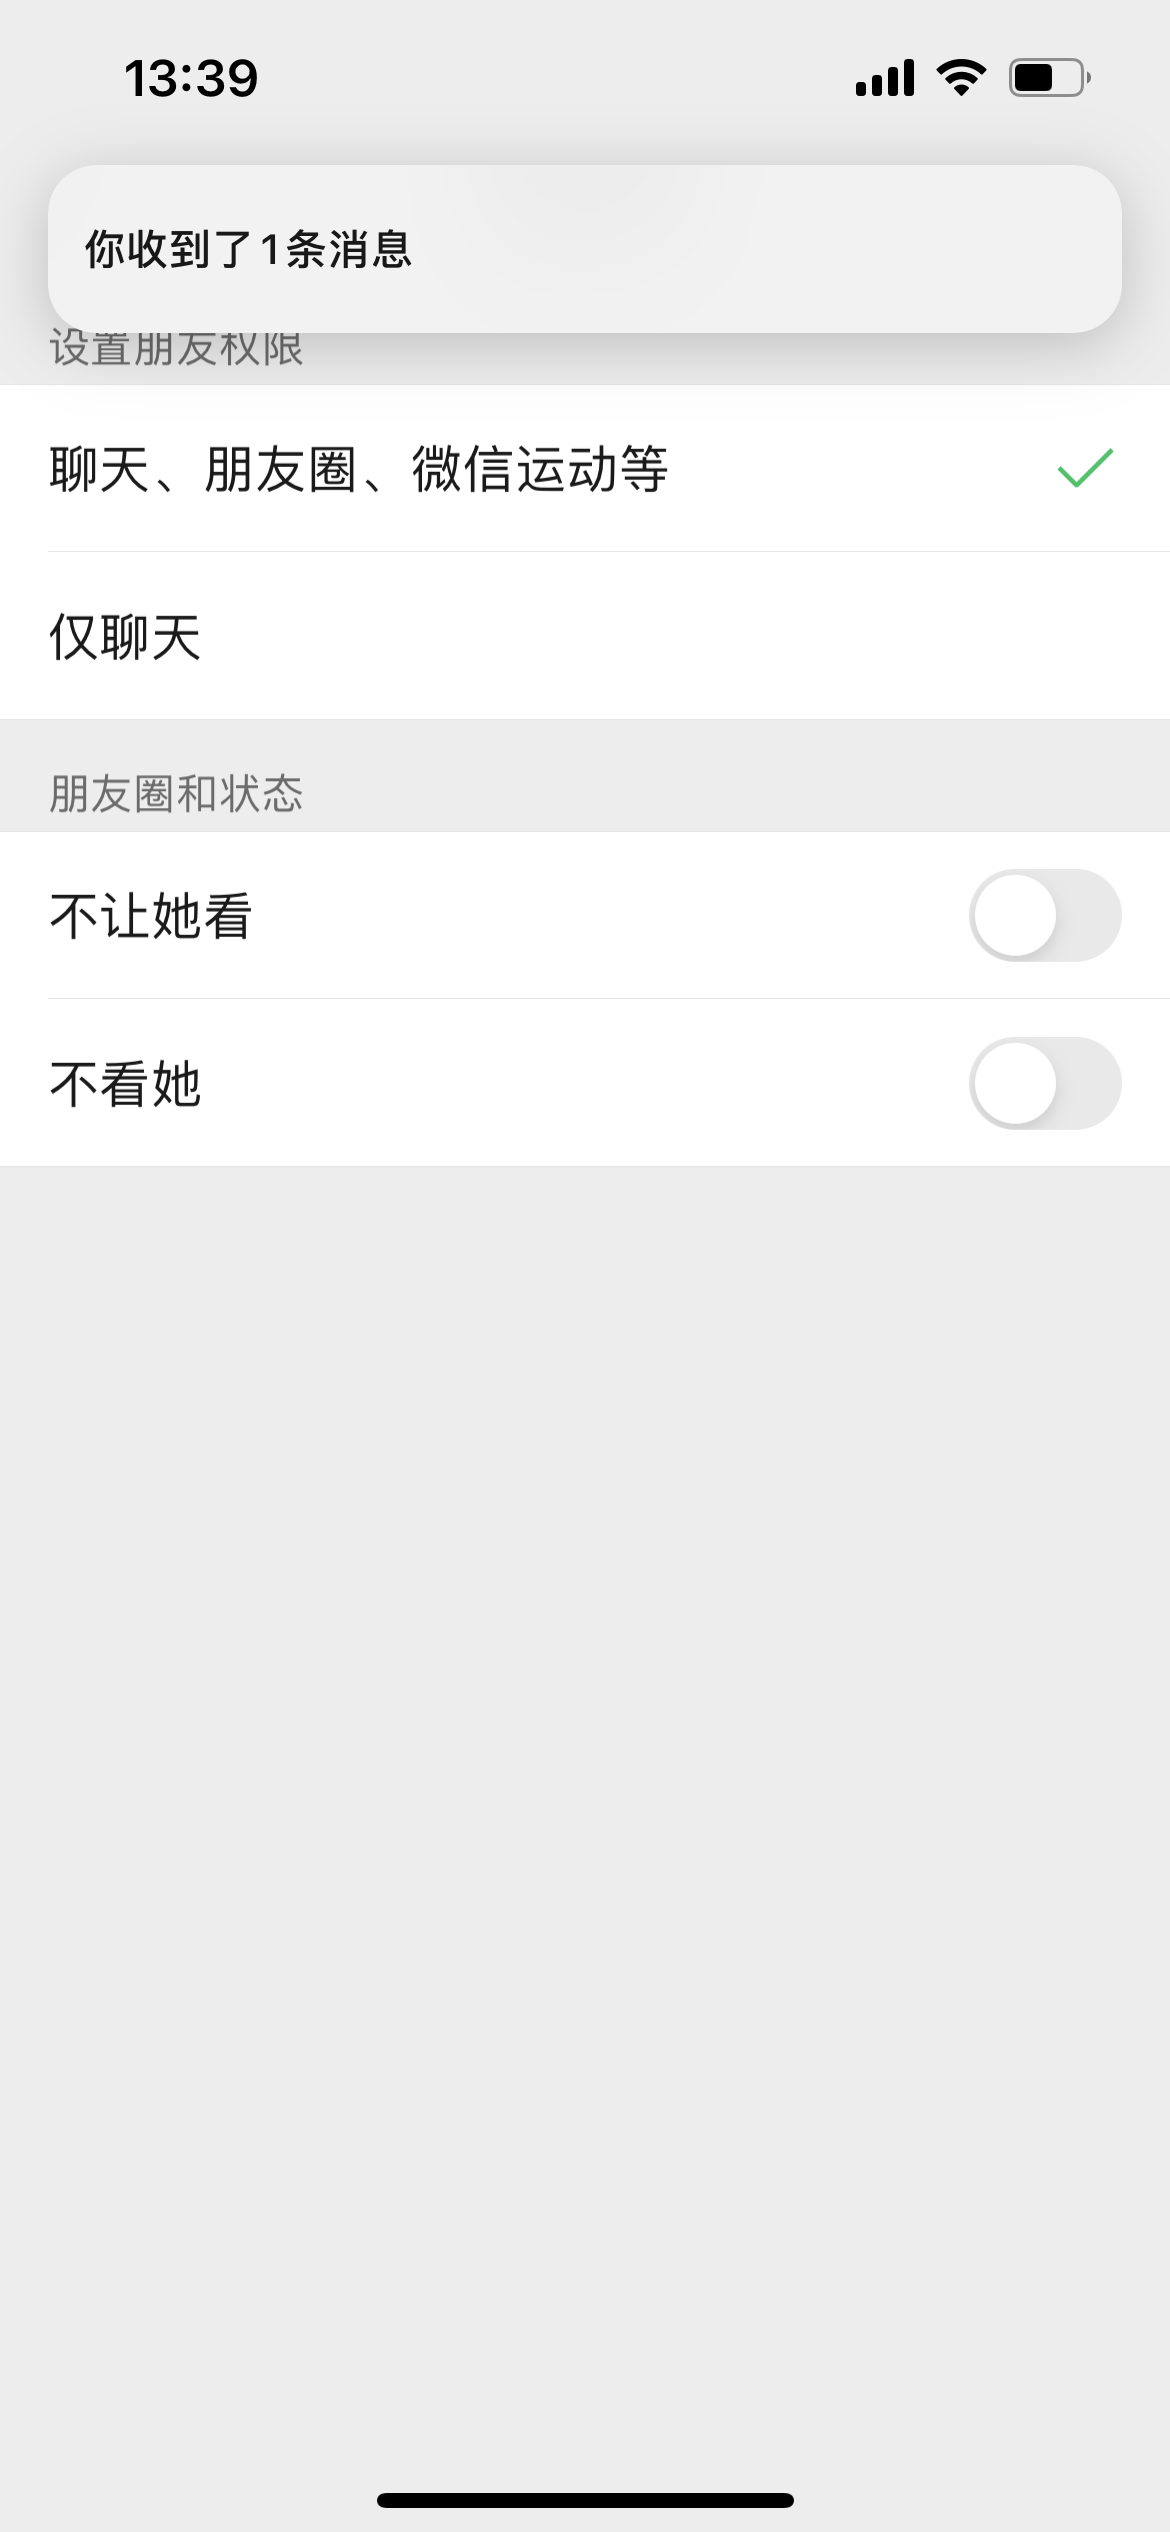 13:39
你收到了1条消息
设置朋友权限
聊天、朋友圈、微信运动等
仅聊天
朋友圈和状态
不让她看
不看她